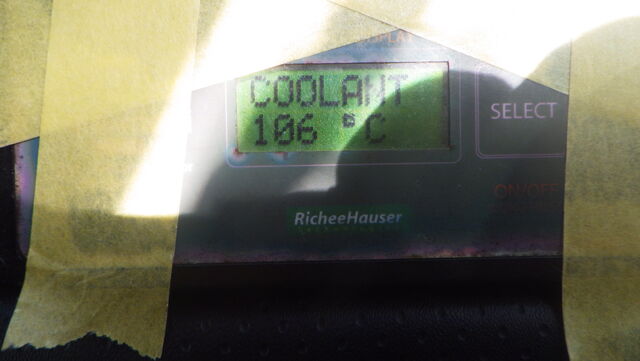 COOLANT
106 °C
SELECT
ON/OFF
RicheeHauser